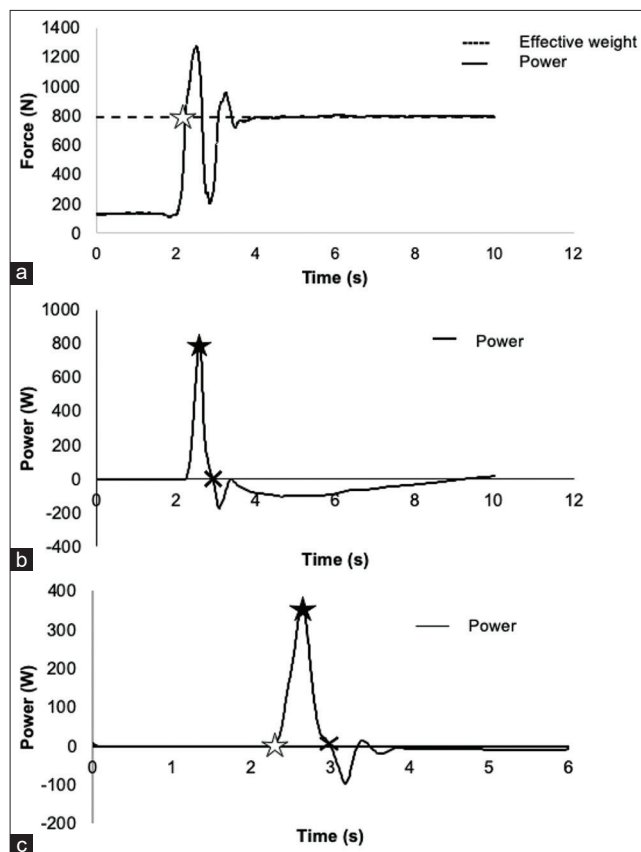 1400
1200
1000
800
600
400
200
0
Force (N)
Effective weight
Power
0 2 4 6 8 10 12
Time (s)
a
1000
800
600
400
200
0
-200
-400
Power (W)
Power
0 2 4 6 8 10 12
Time (s)
b
400
300
200
100
0
-100
-200
Power (W)
Power
0 1 2 3 4 5 6
Time (s)
c